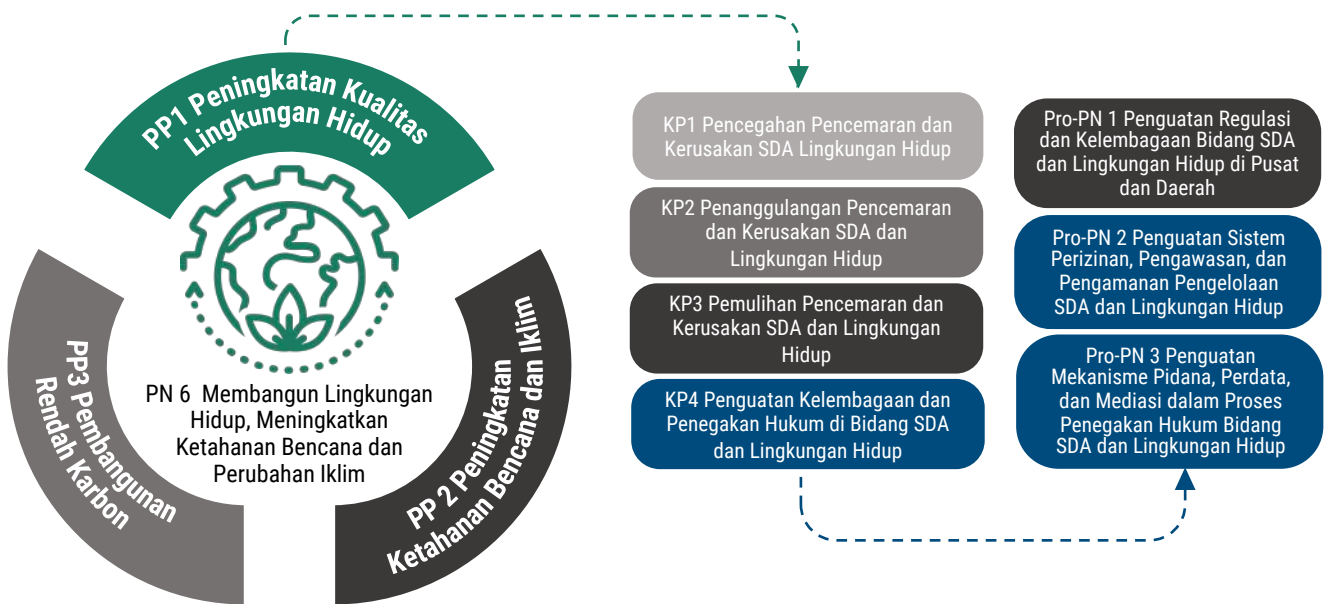 PP1 Peningkatan Kualitas
Lingkungan Hidup
PP 2 Peningkatan
Ketahanan Bencana dan Iklim
PP3 Pembangunan
Rendah Karbon
PN 6 Membangun Lingkungan
Hidup, Meningkatkan
Ketahanan Bencana dan
Perubahan Iklim
KP1 Pencegahan Pencemaran dan
Kerusakan SDA Lingkungan Hidup
KP2 Penanggulangan Pencemaran
dan Kerusakan SDA dan
Lingkungan Hidup
KP3 Pemulihan Pencemaran dan
Kerusakan SDA dan Lingkungan
Hidup
KP4 Penguatan Kelembagaan dan
Penegakan Hukum di Bidang SDA
dan Lingkungan Hidup
Pro-PN 1 Penguatan Regulasi
dan Kelembagaan Bidang SDA
dan Lingkungan Hidup di Pusat
dan Daerah
Pro-PN 2 Penguatan Sistem
Perizinan, Pengawasan, dan
Pengamanan Pengelolaan
SDA dan Lingkungan Hidup
Pro-PN 3 Penguatan
Mekanisme Pidana, Perdata,
dan Mediasi dalam Proses
Penegakan Hukum Bidang
SDA dan Lingkungan Hidup